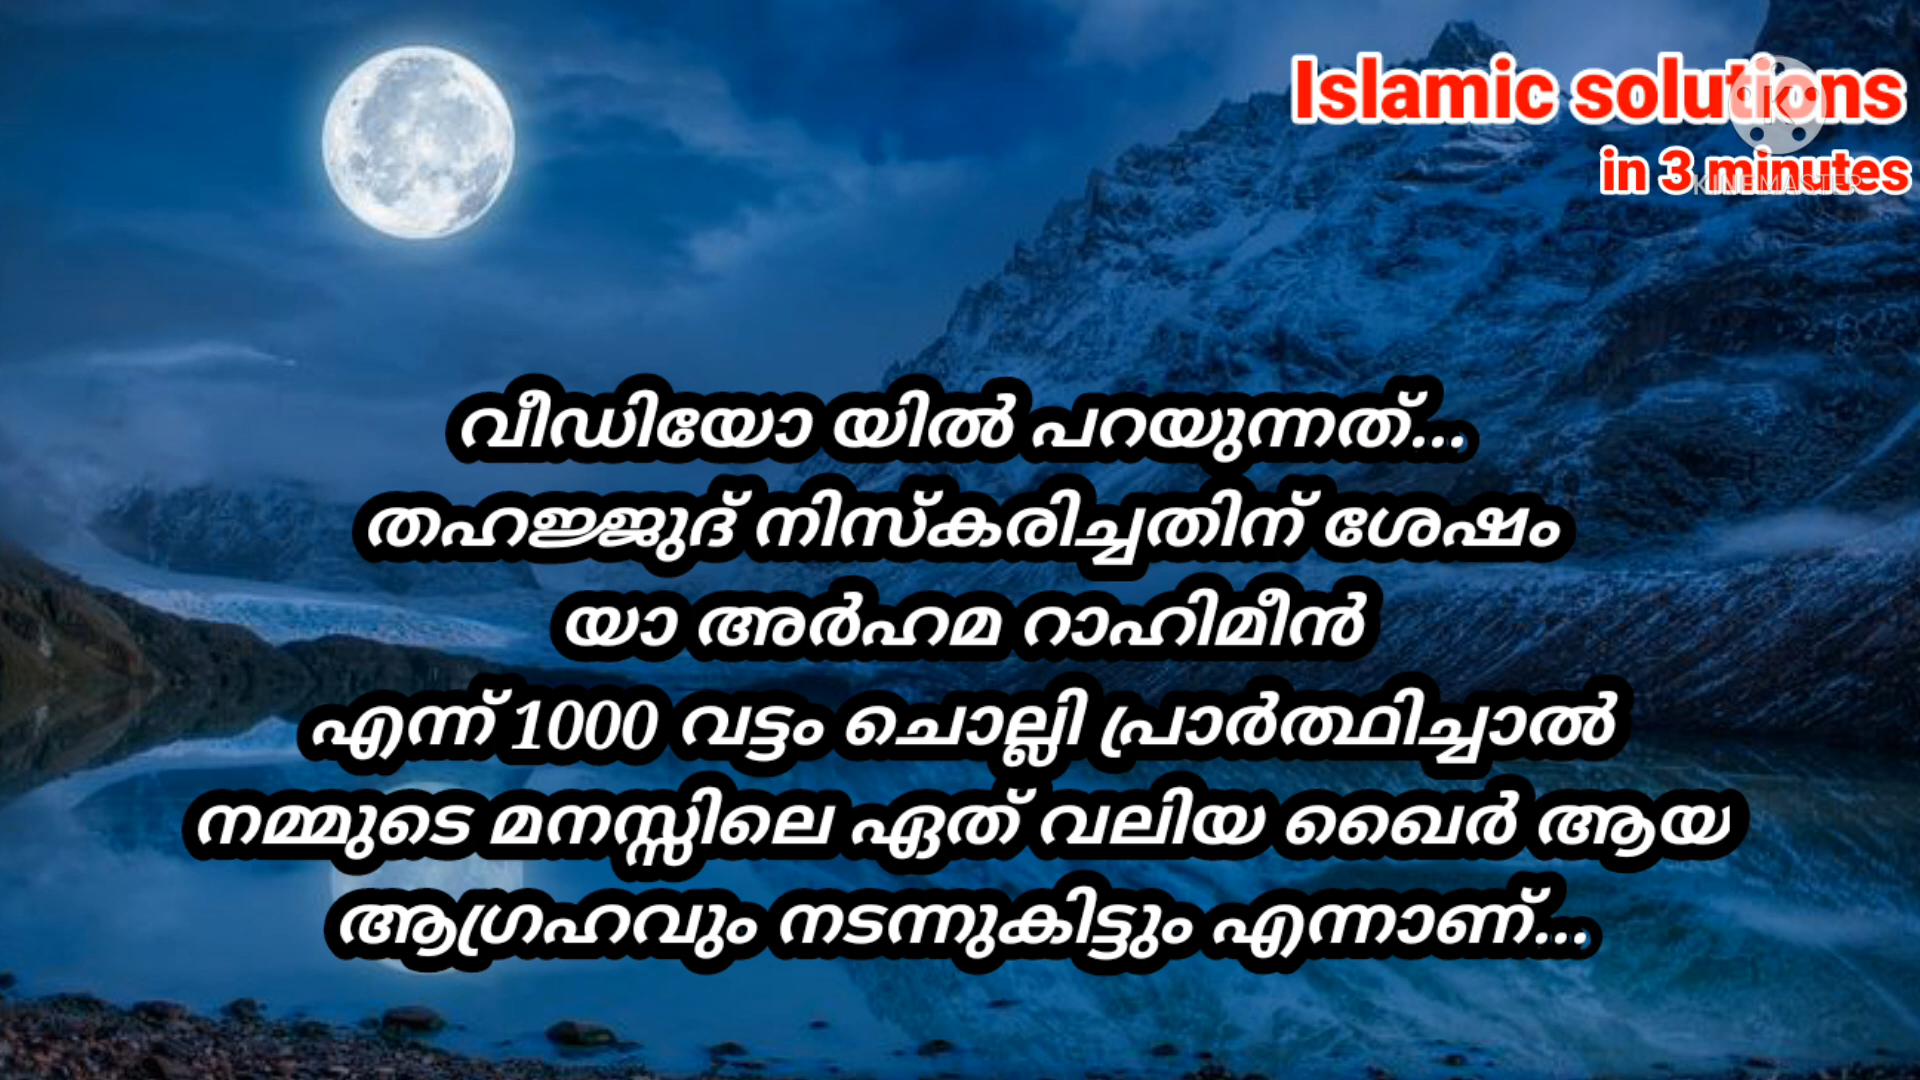 Islamic solutions
in 3 minutes
KINEMASTER
വീഡിയോ യിൽ പറയുന്നത്...
തഹജ്ജുദ് നിസ്കരിച്ചതിന് ശേഷം
യാ അർഹമ റാഹിമീൻ
എന്ന് 1000 വട്ടം ചൊല്ലി പ്രാർത്ഥിച്ചാൽ
നമ്മുടെ മനസ്സിലെ ഏത് വലിയ ഖൈർ ആയ
ആഗ്രഹവും നടന്നുകിട്ടും എന്നാണ്...